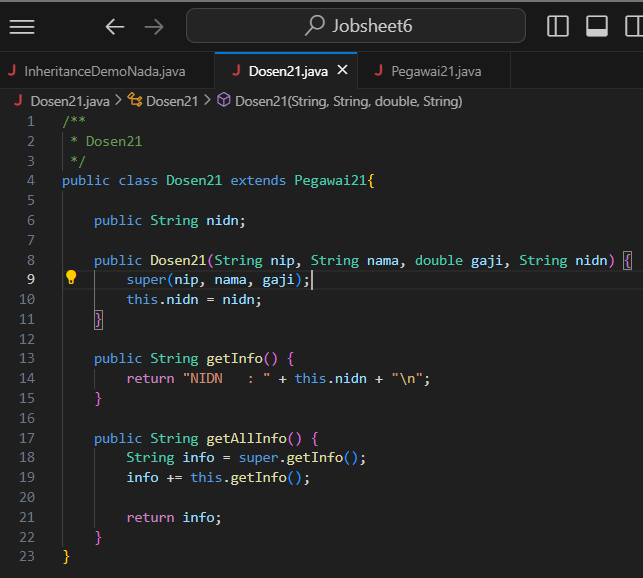 Jobsheet6
InheritanceDemoNada.java
Dosen21.java
Pegawai21.java
Dosen21.java > Dosen21 > Dosen21(String, String, double, String)
1 /**
2  * Dosen21
3  */
4 public class Dosen21 extends Pegawai21{
5
6     public String nidn;
7
8     public Dosen21(String nip, String nama, double gaji, String nidn) {
9         super(nip, nama, gaji);
10         this.nidn = nidn;
11     }
12
13     public String getInfo() {
14         return "NIDN   : " + this.nidn + "\n";
15     }
16
17     public String getAllInfo() {
18         String info = super.getInfo();
19         info += this.getInfo();
20
21         return info;
22     }
23 }